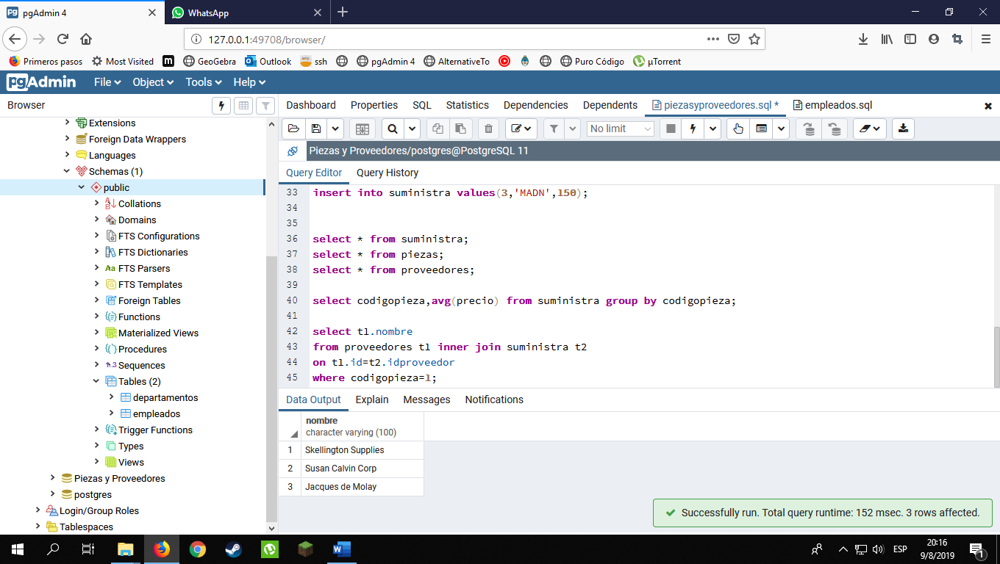 pgAdmin 4
WhatsApp
127.0.0.1:49708/browser/
Primeros pasos
Most Visited
m
GeoGebra
Outlook
ssh
pgAdmin 4
AlternativeTo
Puro Código
µTorrent
pgAdmin
File
Object
Tools
Help
Browser
Dashboard
Properties
SQL
Statistics
Dependencies
Dependents
piezasyproveedores.sql *
empleados.sql
No limit
Piezas y Proveedores/postgres@PostgreSQL 11
Query Editor
Query History
Extensions
Foreign Data Wrappers
Languages
Schemas (1)
public
Collations
Domains
FTS Configurations
FTS Dictionaries
Aa FTS Parsers
FTS Templates
Foreign Tables
Functions
Materialized Views
Procedures
1..3 Sequences
Tables (2)
departamentos
empleados
Trigger Functions
Types
Views
Piezas y Proveedores
postgres
Login/Group Roles
Tablespaces
33 insert into suministra values(3,'MADN',150);
34
35
36 select * from suministra;
37 select * from piezas;
38 select * from proveedores;
39
40 select codigopieza,avg(precio) from suministra group by codigopieza;
41
42 select t1.nombre
43 from proveedores t1 inner join suministra t2
44 on t1.id=t2.idproveedor
45 where codigopieza=1;
Data Output
Explain
Messages
Notifications
nombre
character varying (100)
1 Skellington Supplies
2 Susan Calvin Corp
3 Jacques de Molay
Successfully run. Total query runtime: 152 msec. 3 rows affected.
ESP
20:16
9/8/2019
1